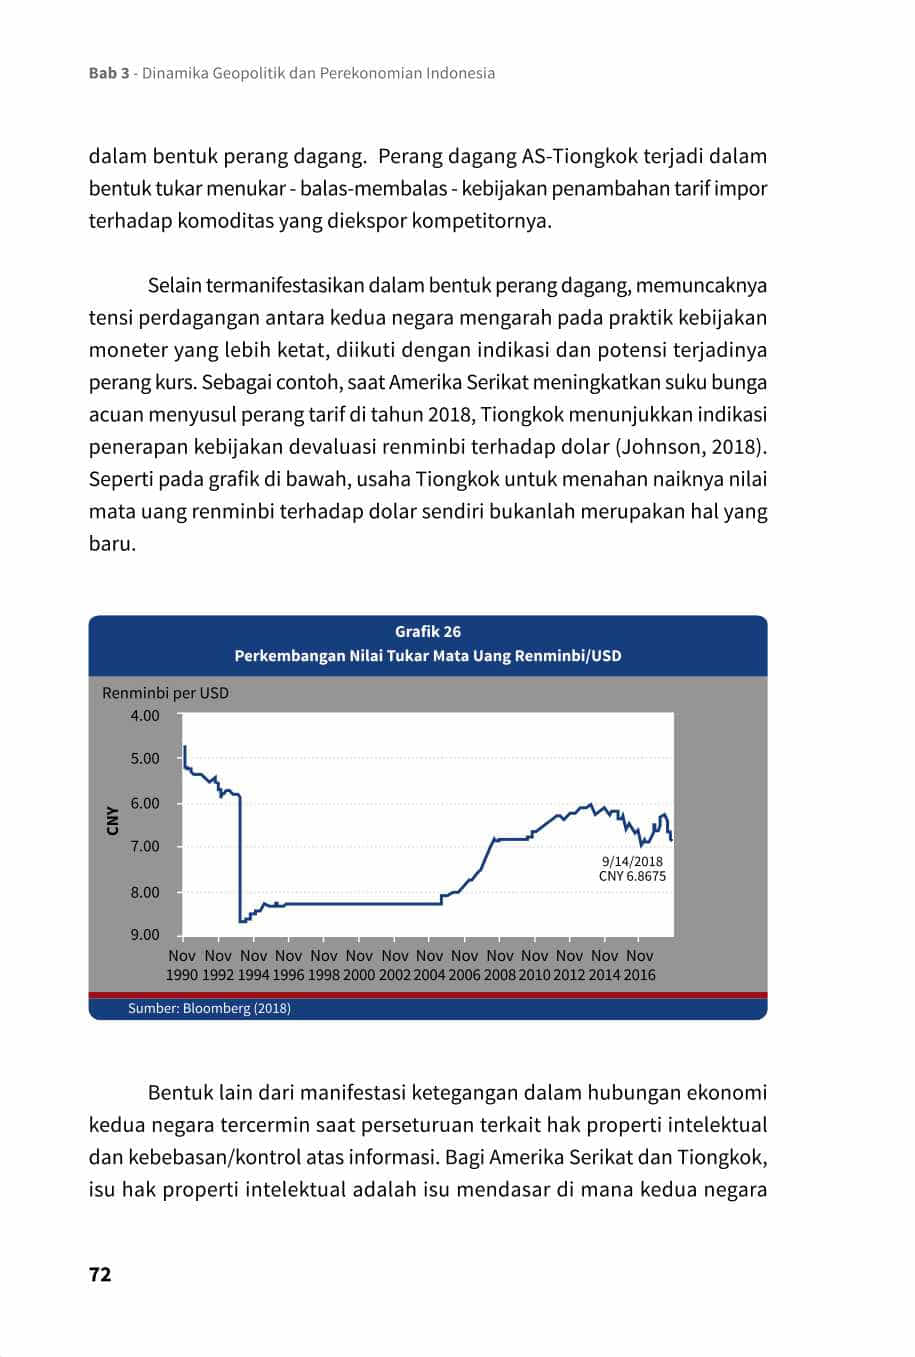 Bab 3 - Dinamika Geopolitik dan Perekonomian Indonesia
dalam bentuk perang dagang.  Perang dagang AS-Tiongkok terjadi dalam
bentuk tukar menukar - balas-membalas - kebijakan penambahan tarif impor
terhadap komoditas yang diekspor kompetitornya.
Selain termanifestasikan dalam bentuk perang dagang, memuncaknya
tensi perdagangan antara kedua negara mengarah pada praktik kebijakan
moneter yang lebih ketat, diikuti dengan indikasi dan potensi terjadinya
perang kurs. Sebagai contoh, saat Amerika Serikat meningkatkan suku bunga
acuan menyusul perang tarif di tahun 2018, Tiongkok menunjukkan indikasi
penerapan kebijakan devaluasi renminbi terhadap dolar (Johnson, 2018).
Seperti pada grafik di bawah, usaha Tiongkok untuk menahan naiknya nilai
mata uang renminbi terhadap dolar sendiri bukanlah merupakan hal yang
baru.
Grafik 26
Perkembangan Nilai Tukar Mata Uang Renminbi/USD
Renminbi per USD
4.00
5.00
6.00
CNY
7.00
8.00
9.00
9/14/2018
CNY 6.8675
Nov Nov Nov Nov Nov Nov Nov Nov Nov Nov Nov Nov Nov Nov
1990 1992 1994 1996 1998 2000 2002 2004 2006 2008 2010 2012 2014 2016
Sumber: Bloomberg (2018)
Bentuk lain dari manifestasi ketegangan dalam hubungan ekonomi
kedua negara tercermin saat perseturuan terkait hak properti intelektual
dan kebebasan/kontrol atas informasi. Bagi Amerika Serikat dan Tiongkok,
isu hak properti intelektual adalah isu mendasar di mana kedua negara
72